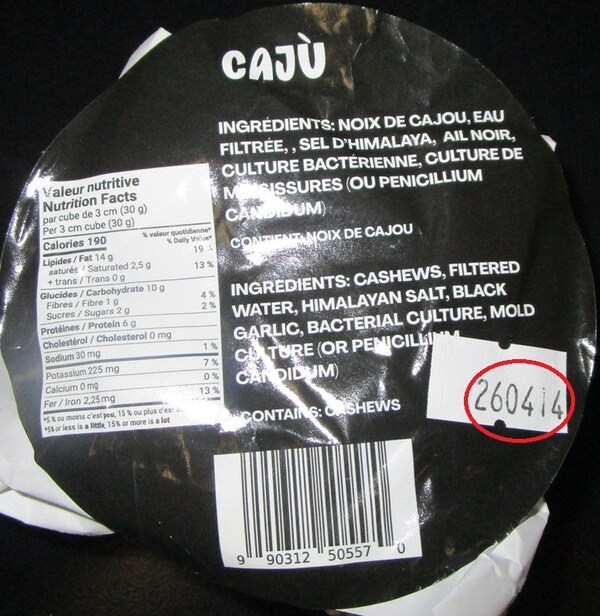 CAJÙ
INGRÉDIENTS: NOIX DE CAJOU, EAU
FILTRÉE, , SEL D'HIMALAYA, AIL NOIR,
CULTURE BACTÉRIENNE, CULTURE DE
(OU PENICILLIUM
CANDIDUM)
CONTIENT: NOIX DE CAJOU
INGREDIENTS: CASHEWS, FILTERED
WATER, HIMALAYAN SALT, BLACK
GARLIC, BACTERIAL CULTURE, MOLD
CULTURE (OR PENICILLIUM
CANDIDUM)
CONTAINS: CASHEWS
Valeur nutritive
Nutrition Facts
par cube de 3 cm (30 g)
Per 3 cm cube (30 g)
Calories 190
% valeur quotidienne*
% Daily Value*
Lipides / Fat 14 g 19
saturés / Saturated 2,5 g 13 %
+ trans / Trans 0 g
Glucides / Carbohydrate 10 g
Fibres / Fibre 1 g 4 %
Sucres / Sugars 2 g 2 %
Protéines / Protein 6 g
Cholestérol / Cholesterol 0 mg
Sodium 30 mg 1 %
Potassium 225 mg 7 %
Calcium 0 mg 0 %
Fer / Iron 2,25 mg 13 %
*5 % ou moins c'est peu, 15 % ou plus c'est
*5% or less is a little, 15% or more is a lot
260414
9 90312 50557 0